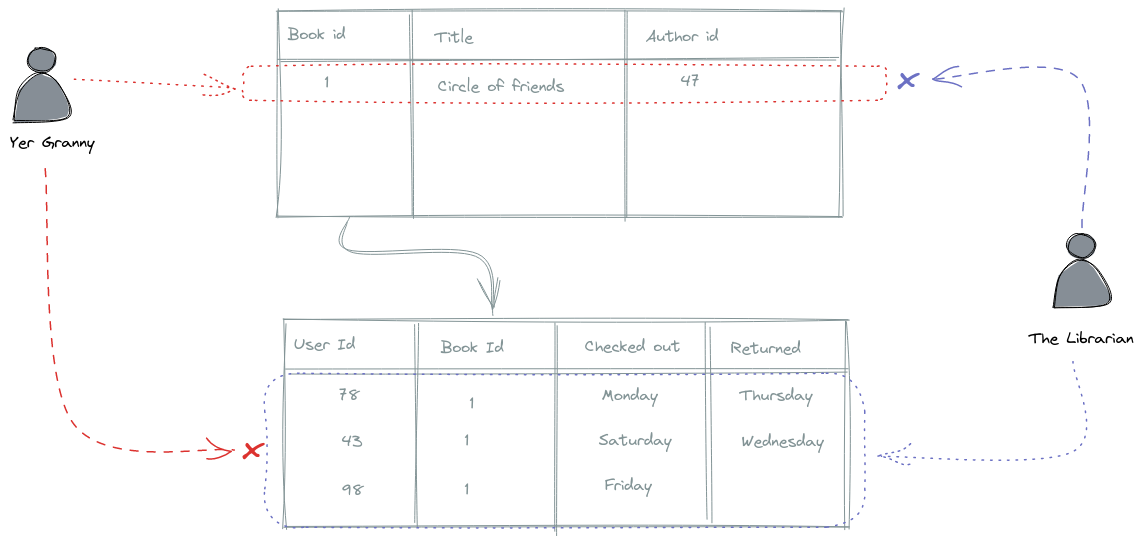 Book id Title Author id
1 Circle of friends 47
Yer Granny
The Librarian
User Id Book Id Checked out Returned
78 1 Monday Thursday
43 1 Saturday Wednesday
98 1 Friday